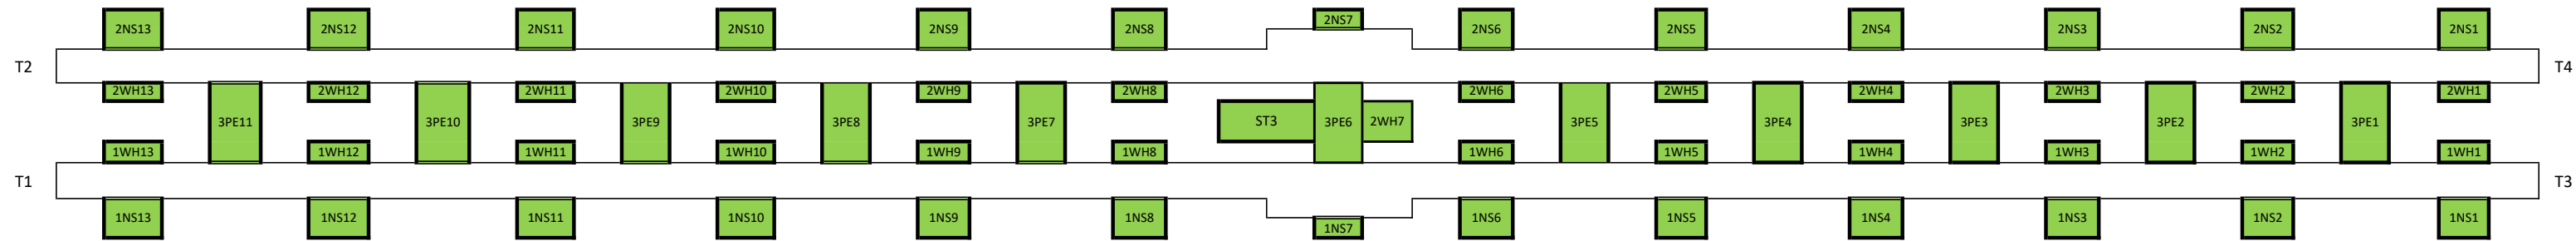 2NS13 2NS12 2NS11 2NS10 2NS9 2NS8 2NS7 2NS6 2NS5 2NS4 2NS3 2NS2 2NS1
T2 T4
2WH13 2WH12 2WH11 2WH10 2WH9 2WH8 2WH6 2WH5 2WH4 2WH3 2WH2 2WH1
3PE11 3PE10 3PE9 3PE8 3PE7 ST3 3PE6 2WH7 3PE5 3PE4 3PE3 3PE2 3PE1
1WH13 1WH12 1WH11 1WH10 1WH9 1WH8 1WH6 1WH5 1WH4 1WH3 1WH2 1WH1
T1 T3
1NS13 1NS12 1NS11 1NS10 1NS9 1NS8 1NS7 1NS6 1NS5 1NS4 1NS3 1NS2 1NS1